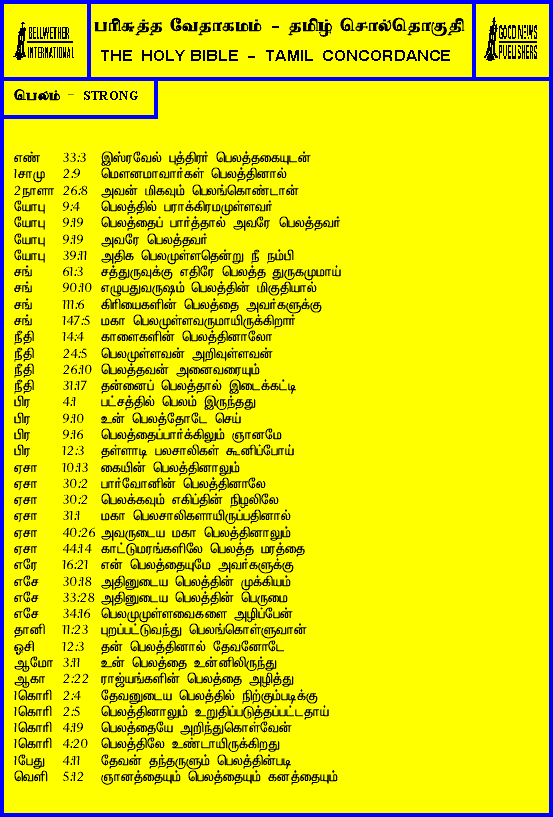 BELLWETHER
INTERNATIONAL
பரிசுத்த வேதாகமம் - தமிழ் சொல்தொகுதி
THE HOLY BIBLE - TAMIL CONCORDANCE
GOOD NEWS
PUBLISHERS
பெலம் - STRONG
எண் 33:3 இஸ்ரவேல் புத்திரர் பெலத்தகையுடன்
1சாமு 2:9 மௌனமாவார்கள் பெலத்தினால்
2நாளா 26:8 அவன் மிகவும் பெலங்கொண்டான்
யோபு 9:4 பெலத்தில் பராக்கிரமமுள்ளவர்
யோபு 9:19 பெலத்தைப் பார்த்தால் அவரே பெலத்தவர்
யோபு 9:19 அவரே பெலத்தவர்
யோபு 39:11 அதிக பெலமுள்ளதென்று நீ நம்பி
சங் 61:3 சத்துருவுக்கு எதிரே பெலத்த துருகமுமாய்
சங் 90:10 எழுபதுவருஷம் பெலத்தின் மிகுதியால்
சங் 111:6 கிரியைகளின் பெலத்தை அவர்களுக்கு
சங் 147:5 மகா பெலமுள்ளவருமாயிருக்கிறார்
நீதி 14:4 காளைகளின் பெலத்தினாலோ
நீதி 24:5 பெலமுள்ளவன் அறிவுள்ளவன்
நீதி 26:10 பெலத்தவன் அனைவரையும்
நீதி 31:17 தன்னைப் பெலத்தால் இடைக்கட்டி
பிர 4:1 பட்சத்தில் பெலம் இருந்தது
பிர 9:10 உன் பெலத்தோடே செய்
பிர 9:16 பெலத்தைப்பார்க்கிலும் ஞானமே
பிர 12:3 தள்ளாடி பலசாலிகள் கூனிப்போய்
ஏசா 10:13 கையின் பெலத்தினாலும்
ஏசா 30:2 பார்வோனின் பெலத்தினாலே
ஏசா 30:2 பெலக்கவும் எகிப்தின் நிழலிலே
ஏசா 31:1 மகா பெலசாலிகளாயிருப்பதினால்
ஏசா 40:26 அவருடைய மகா பெலத்தினாலும்
ஏசா 44:14 காட்டுமரங்களிலே பெலத்த மரத்தை
எரே 16:21 என் பெலத்தையுமே அவர்களுக்கு
எசே 30:18 அதினுடைய பெலத்தின் முக்கியம்
எசே 33:28 அதினுடைய பெலத்தின் பெருமை
எசே 34:16 பெலமுமுள்ளவைகளை அழிப்பேன்
தானி 11:23 புறப்பட்டுவந்து பெலங்கொள்ளுவான்
ஓசி 12:3 தன் பெலத்தினால் தேவனோடே
ஆமோ 3:11 உன் பெலத்தை உன்னிலிருந்து
ஆகா 2:22 ராஜ்யங்களின் பெலத்தை அழித்து
1கொரி 2:4 தேவனுடைய பெலத்தில் நிற்கும்படிக்கு
1கொரி 2:5 பெலத்தினாலும் உறுதிப்படுத்தப்பட்டதாய்
1கொரி 4:19 பெலத்தையே அறிந்துகொள்வேன்
1கொரி 4:20 பெலத்திலே உண்டாயிருக்கிறது
1பேது 4:11 தேவன் தந்தருளும் பெலத்தின்படி
வெளி 5:12 ஞானத்தையும் பெலத்தையும் கனத்தையும்